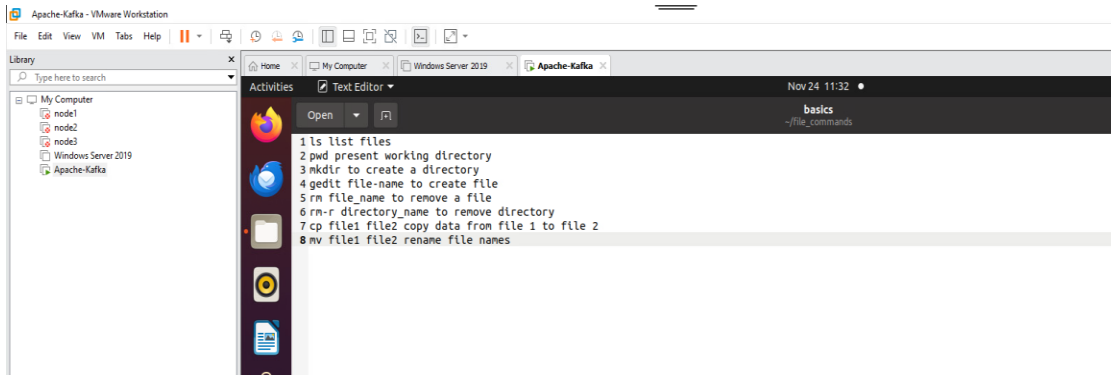 Apache-Kafka - VMware Workstation
File Edit View VM Tabs Help
Library
Type here to search
My Computer
node1
node2
node3
Windows Server 2019
Apache-Kafka
Home
My Computer
Windows Server 2019
Apache-Kafka
Activities
Text Editor
Nov 24 11:32
Open
basics
~/file_commands
1 ls list files
2 pwd present working directory
3 mkdir to create a directory
4 gedit file-name to create file
5 rm file_name to remove a file
6 rm-r directory_name to remove directory
7 cp file1 file2 copy data from file 1 to file 2
8 mv file1 file2 rename file names